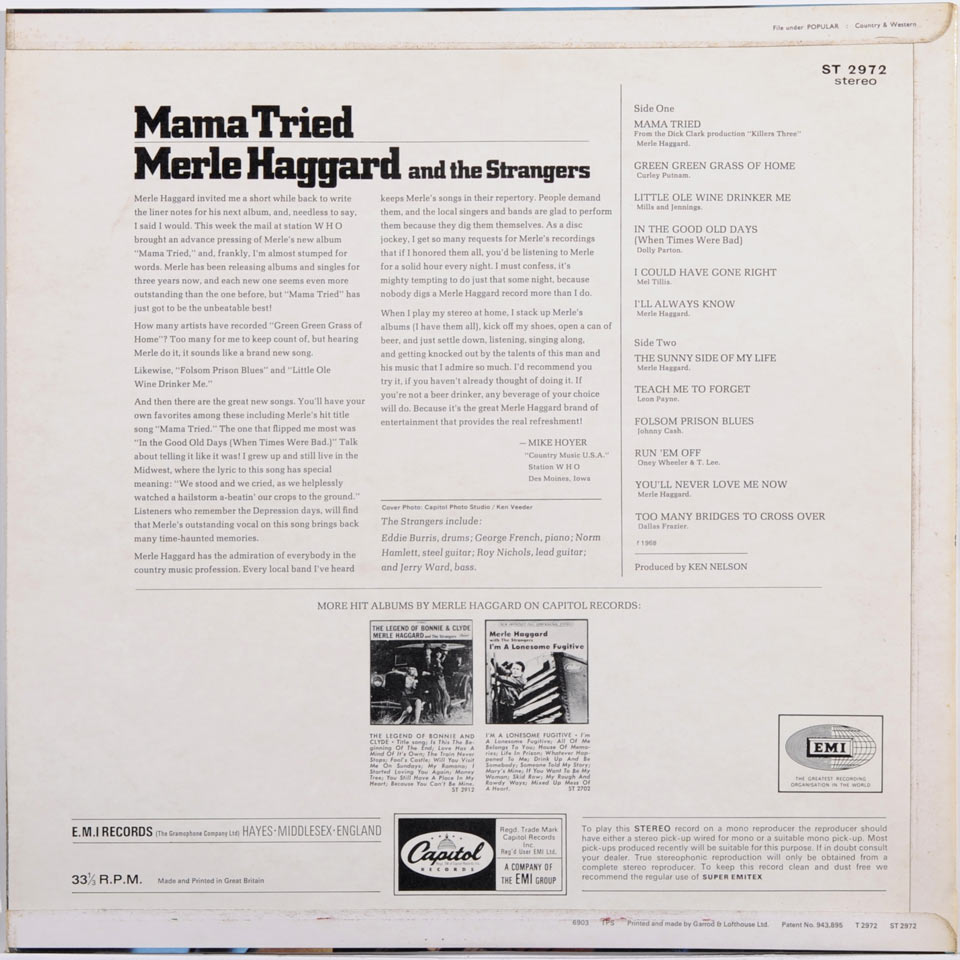 File under POPULAR : Country & Western
ST 2972
stereo
Mama Tried
Merle Haggard and the Strangers
Merle Haggard invited me a short while back to write
the liner notes for his next album, and, needless to say,
I said I would. This week the mail at station W H O
brought an advance pressing of Merle's new album
"Mama Tried," and, frankly, I'm almost stumped for
words. Merle has been releasing albums and singles for
three years now, and each new one seems even more
outstanding than the one before, but "Mama Tried" has
just got to be the unbeatable best!
How many artists have recorded "Green Green Grass of
Home"? Too many for me to keep count of, but hearing
Merle do it, it sounds like a brand new song.
Likewise, "Folsom Prison Blues" and "Little Ole
Wine Drinker Me."
And then there are the great new songs. You'll have your
own favorites among these including Merle's hit title
song "Mama Tried." The one that flipped me most was
"In the Good Old Days (When Times Were Bad.)" Talk
about telling it like it was! I grew up and still live in the
Midwest, where the lyric to this song has special
meaning: "We stood and we cried, as we helplessly
watched a hailstorm a-beatin' our crops to the ground."
Listeners who remember the Depression days, will find
that Merle's outstanding vocal on this song brings back
many time-haunted memories.
Merle Haggard has the admiration of everybody in the
country music profession. Every local band I've heard
keeps Merle's songs in their repertory. People demand
them, and the local singers and bands are glad to perform
them because they dig them themselves. As a disc
jockey, I get so many requests for Merle's recordings
that if I honored them all, you'd be listening to Merle
for a solid hour every night. I must confess, it's
mighty tempting to do just that some night, because
nobody digs a Merle Haggard record more than I do.
When I play my stereo at home, I stack up Merle's
albums (I have them all), kick off my shoes, open a can of
beer, and just settle down, listening, singing along,
and getting knocked out by the talents of this man and
his music that I admire so much. I'd recommend you
try it, if you haven't already thought of doing it. If
you're not a beer drinker, any beverage of your choice
will do. Because it's the great Merle Haggard brand of
entertainment that provides the real refreshment!
— MIKE HOYER
"Country Music U.S.A."
Station W H O
Des Moines, Iowa
Cover Photo: Capitol Photo Studio / Ken Veeder
The Strangers include:
Eddie Burris, drums; George French, piano; Norm
Hamlett, steel guitar; Roy Nichols, lead guitar;
and Jerry Ward, bass.
Side One
MAMA TRIED
From the Dick Clark production "Killers Three"
Merle Haggard.
GREEN GREEN GRASS OF HOME
Curley Putnam.
LITTLE OLE WINE DRINKER ME
Mills and Jennings.
IN THE GOOD OLD DAYS
(When Times Were Bad)
Dolly Parton.
I COULD HAVE GONE RIGHT
Mel Tillis.
I'LL ALWAYS KNOW
Merle Haggard.
Side Two
THE SUNNY SIDE OF MY LIFE
Merle Haggard.
TEACH ME TO FORGET
Leon Payne.
FOLSOM PRISON BLUES
Johnny Cash.
RUN 'EM OFF
Oney Wheeler & T. Lee.
YOU'LL NEVER LOVE ME NOW
Merle Haggard.
TOO MANY BRIDGES TO CROSS OVER
Dallas Frazier.
f 1968
Produced by KEN NELSON
MORE HIT ALBUMS BY MERLE HAGGARD ON CAPITOL RECORDS:
THE LEGEND OF BONNIE & CLYDE
MERLE HAGGARD and The Strangers
Merle Haggard
with The Strangers
I'm A Lonesome Fugitive
THE LEGEND OF BONNIE AND
CLYDE • Title song; Is This The Be-
ginning Of The End; Love Has A
Mind Of It's Own; The Train Never
Stops; Fool's Castle; Will You Visit
Me On Sundays; My Ramona; I
Started Loving You Again; Money
Tree; You Still Have A Place In My
Heart; Because You Can't Be Mine.
ST 2912
I'M A LONESOME FUGITIVE • I'm
A Lonesome Fugitive; All Of Me
Belongs To You; House Of Memo-
ries; Life In Prison; Whatever Hap-
pened To Me; Drink Up And Be
Somebody; Someone Told My Story;
Mary's Mine; If You Want To Be My
Woman; Skid Row; My Rough And
Rowdy Ways; Mixed Up Mess Of
A Heart. ST 2702
EMI
THE GREATEST RECORDING
ORGANISATION IN THE WORLD
E.M.I RECORDS (The Gramophone Company Ltd) HAYES·MIDDLESEX·ENGLAND
33⅓ R.P.M. Made and Printed in Great Britain
Capitol
RECORDS
Regd. Trade Mark
Capitol Records
Inc.
Reg'd User EMI Ltd.
A COMPANY OF
THE EMI GROUP
To play this STEREO record on a mono reproducer the reproducer should
have either a stereo pick-up wired for mono or a suitable mono pick-up. Most
pick-ups produced recently will be suitable for this purpose. If in doubt consult
your dealer. True stereophonic reproduction will only be obtained from a
complete stereo reproducer. To keep this record clean and dust free we
recommend the regular use of SUPER EMITEX
6903 TPS Printed and made by Garrod & Lofthouse Ltd. Patent No. 943,895 T 2972 ST 2972